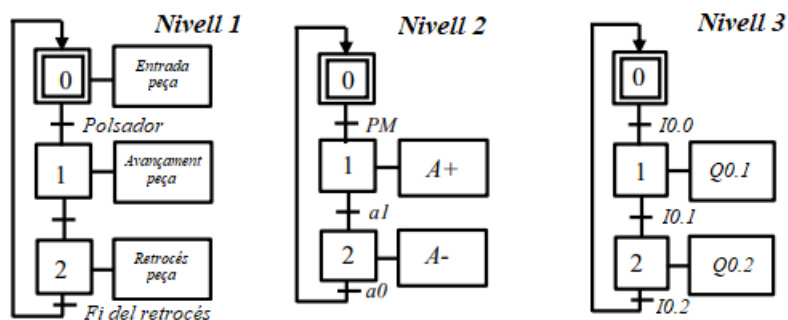 Nivell 1
0
Entrada
peça
Polsador
1
Avançament
peça
2
Retrocés
peça
Fi del retrocés
Nivell 2
0
PM
1
A+
a1
2
A-
a0
Nivell 3
0
I0.0
1
Q0.1
I0.1
2
Q0.2
I0.2